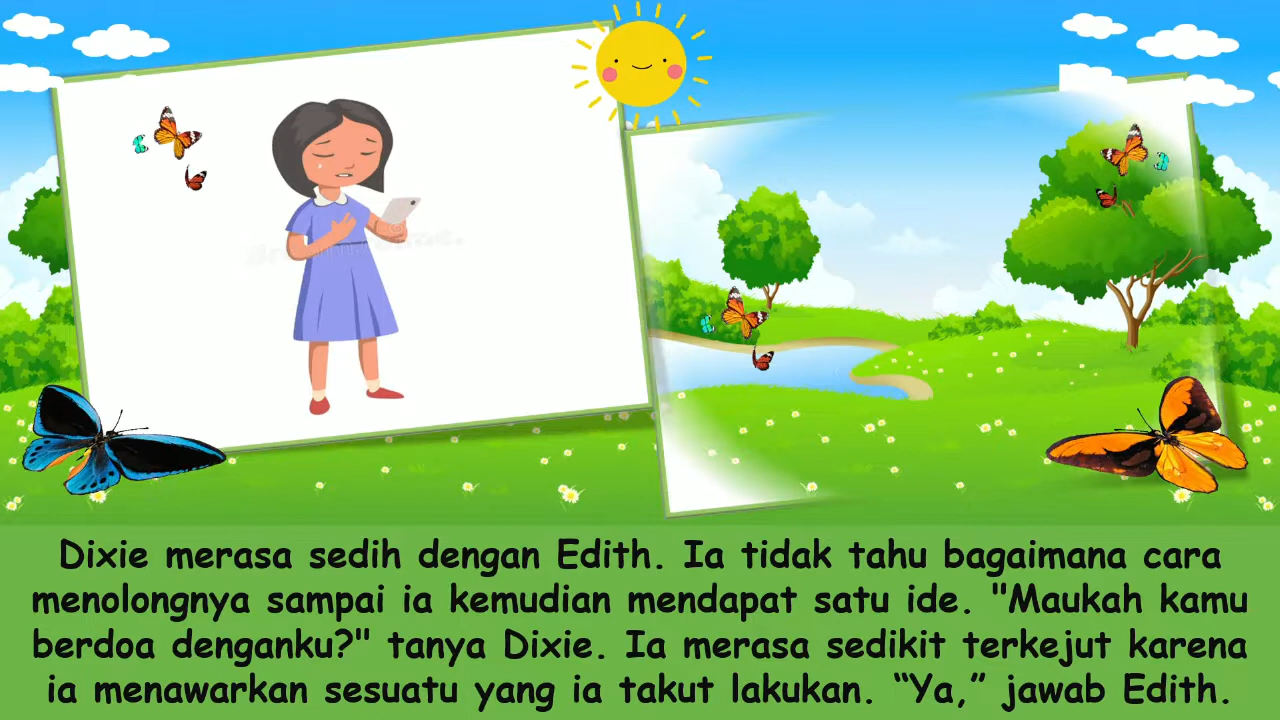 Dixie merasa sedih dengan Edith. Ia tidak tahu bagaimana cara
menolongnya sampai ia kemudian mendapat satu ide. "Maukah kamu
berdoa denganku?" tanya Dixie. Ia merasa sedikit terkejut karena
ia menawarkan sesuatu yang ia takut lakukan. “Ya,” jawab Edith.